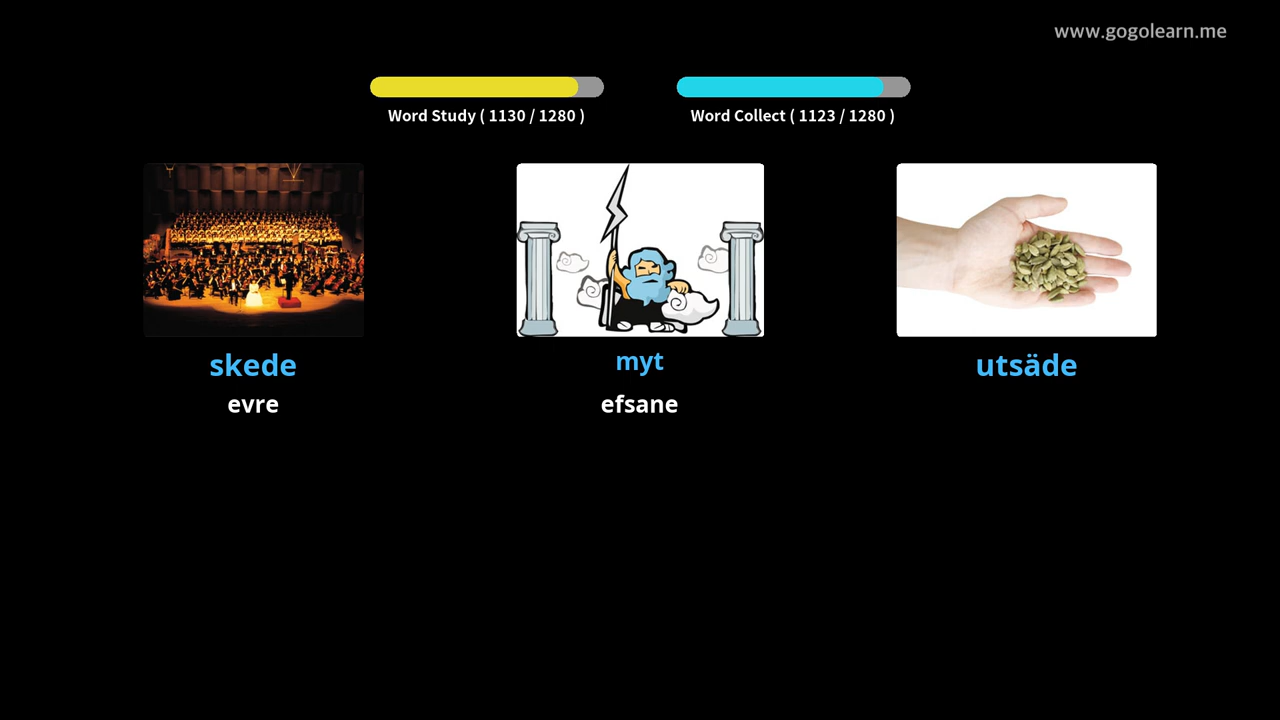 www.gogolearn.me
Word Study ( 1130 / 1280 )
Word Collect ( 1123 / 1280 )
skede
myt
utsäde
evre
efsane